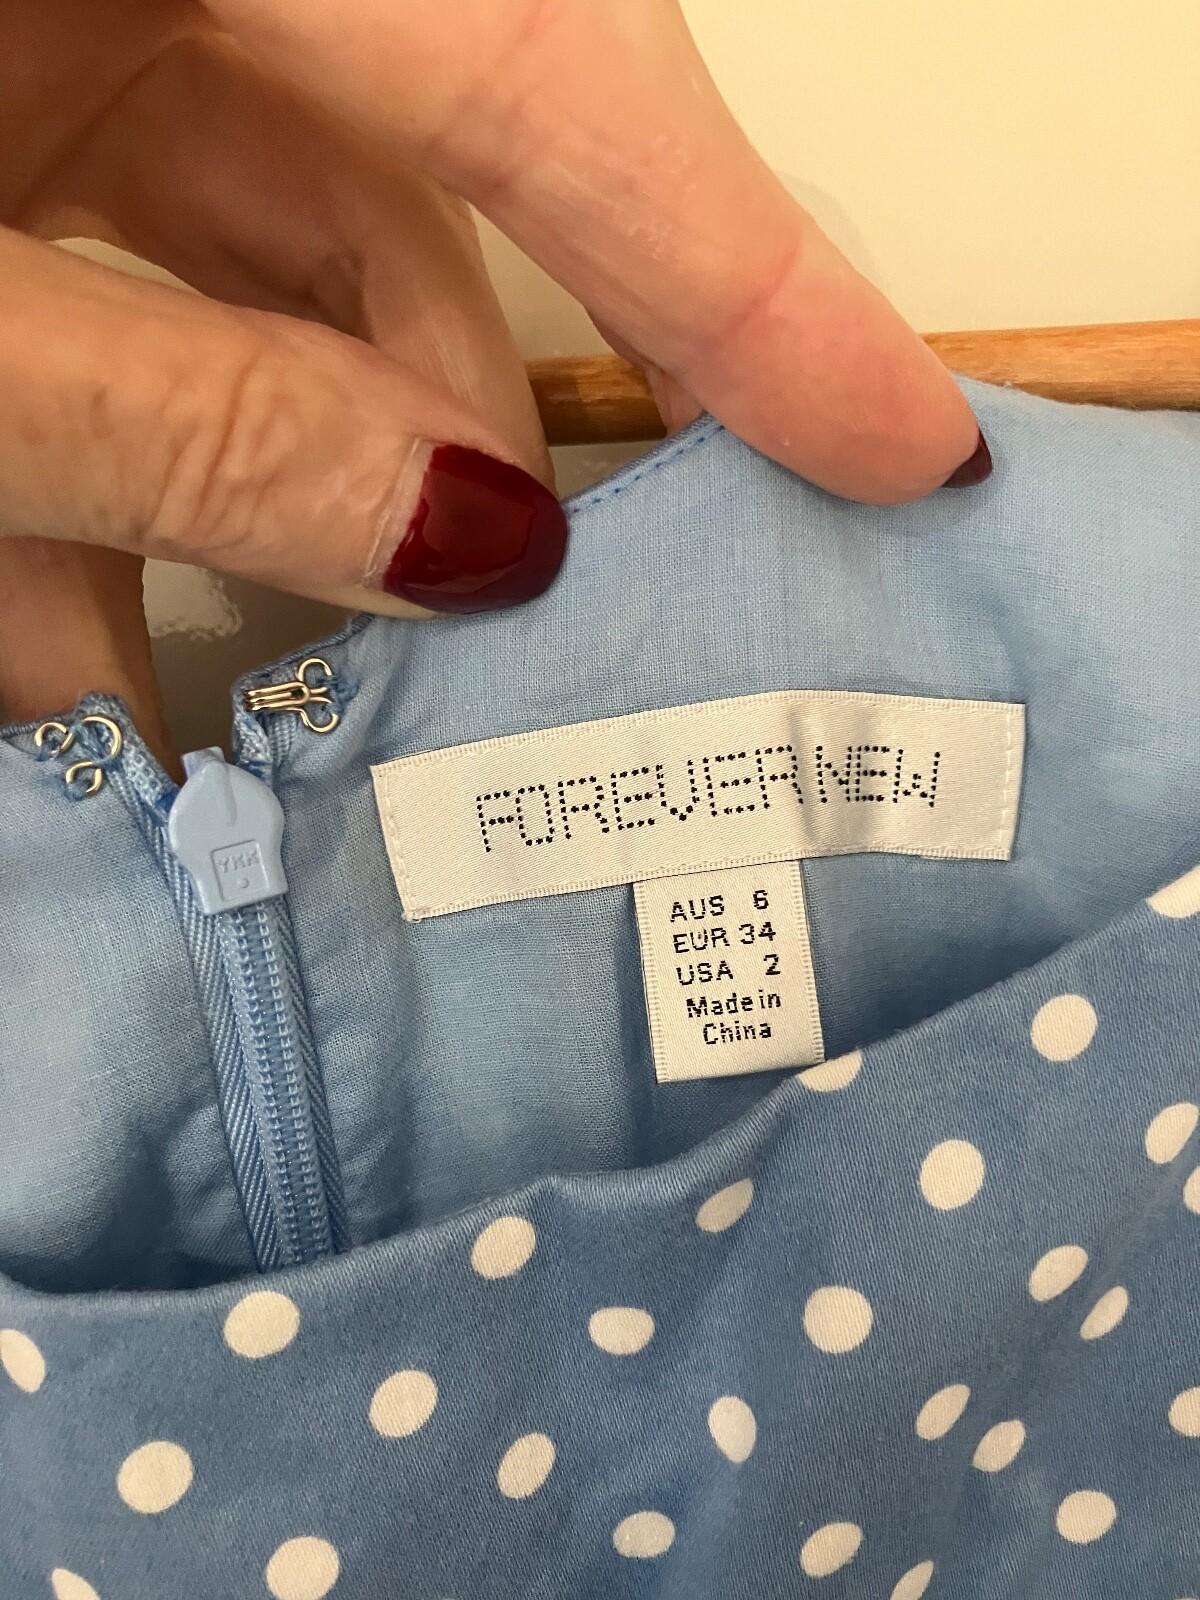 FOREVER NEW
AUS 6
EUR 34
USA 2
Made in
China
YKK